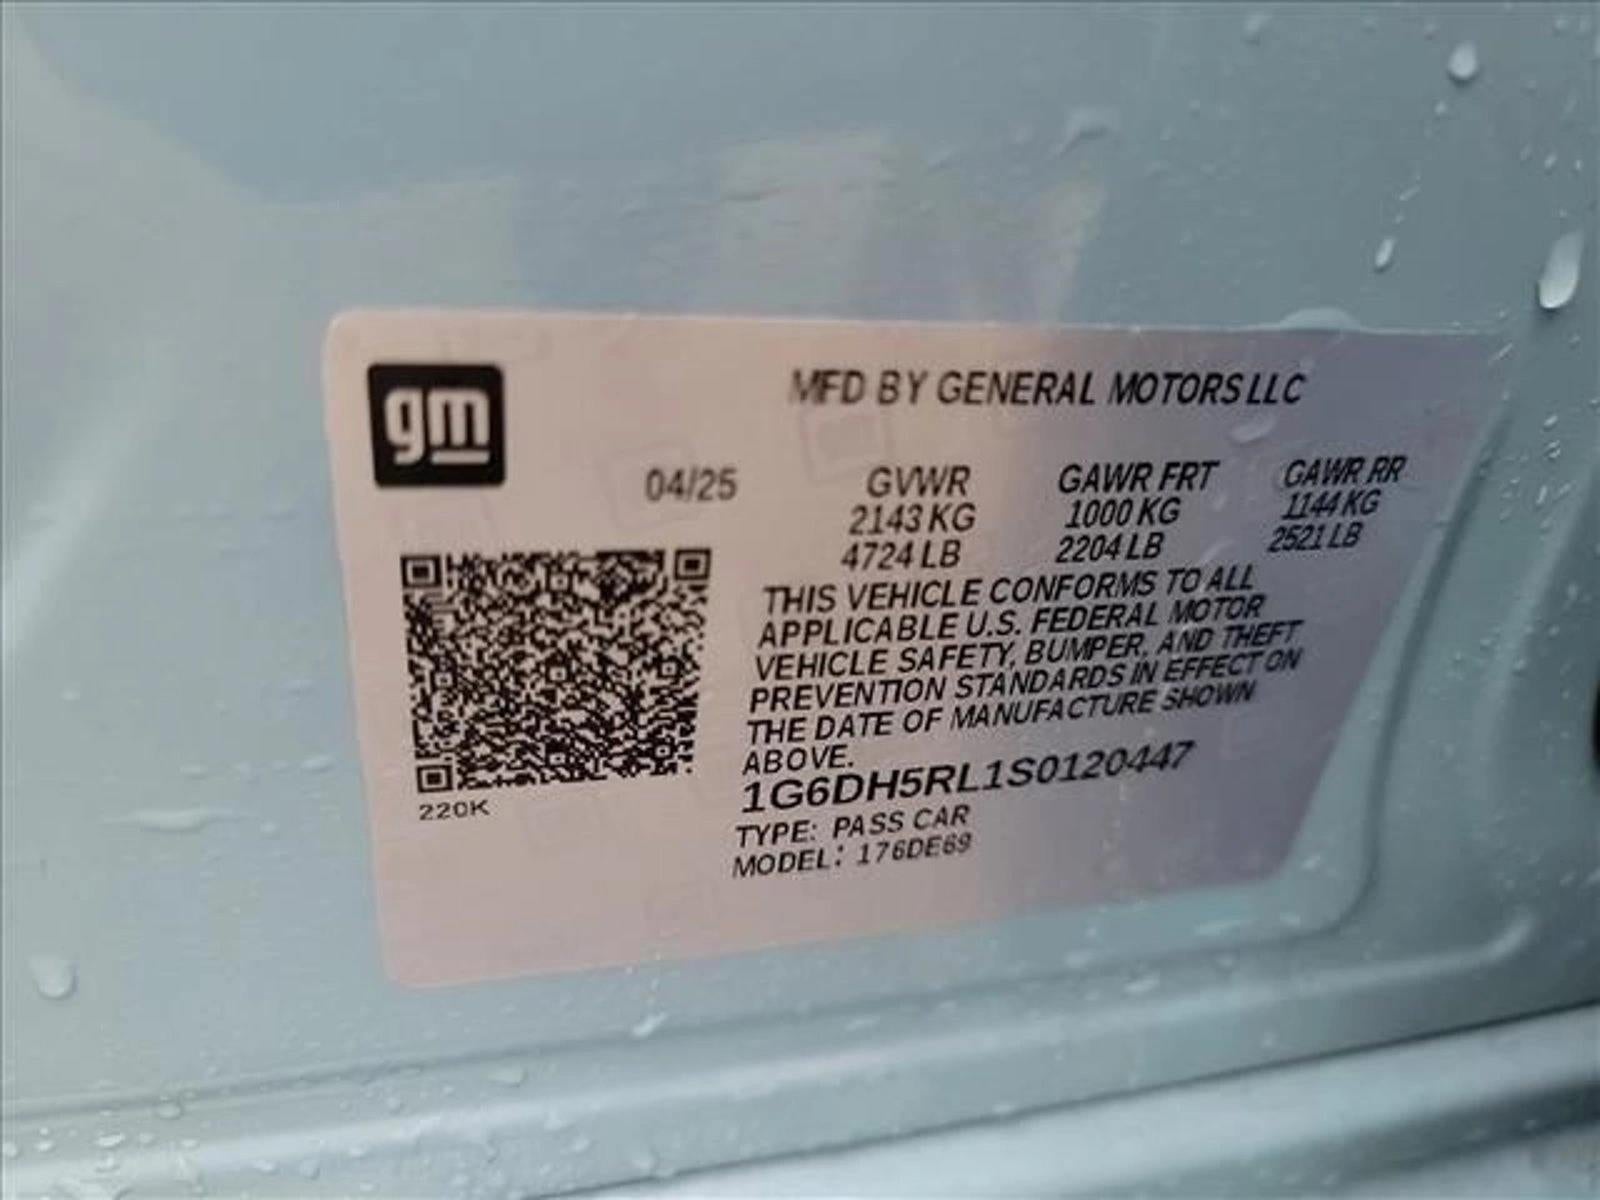 gm
MFD BY GENERAL MOTORS LLC
04/25
GVWR GAWR FRT GAWR RR
2143 KG 1000 KG 1144 KG
4724 LB 2204 LB 2521 LB
THIS VEHICLE CONFORMS TO ALL
APPLICABLE U.S. FEDERAL MOTOR
VEHICLE SAFETY, BUMPER, AND THEFT
PREVENTION STANDARDS IN EFFECT ON
THE DATE OF MANUFACTURE SHOWN
ABOVE.
1G6DH5RL1S0120447
220K
TYPE: PASS CAR
MODEL: 176DE69